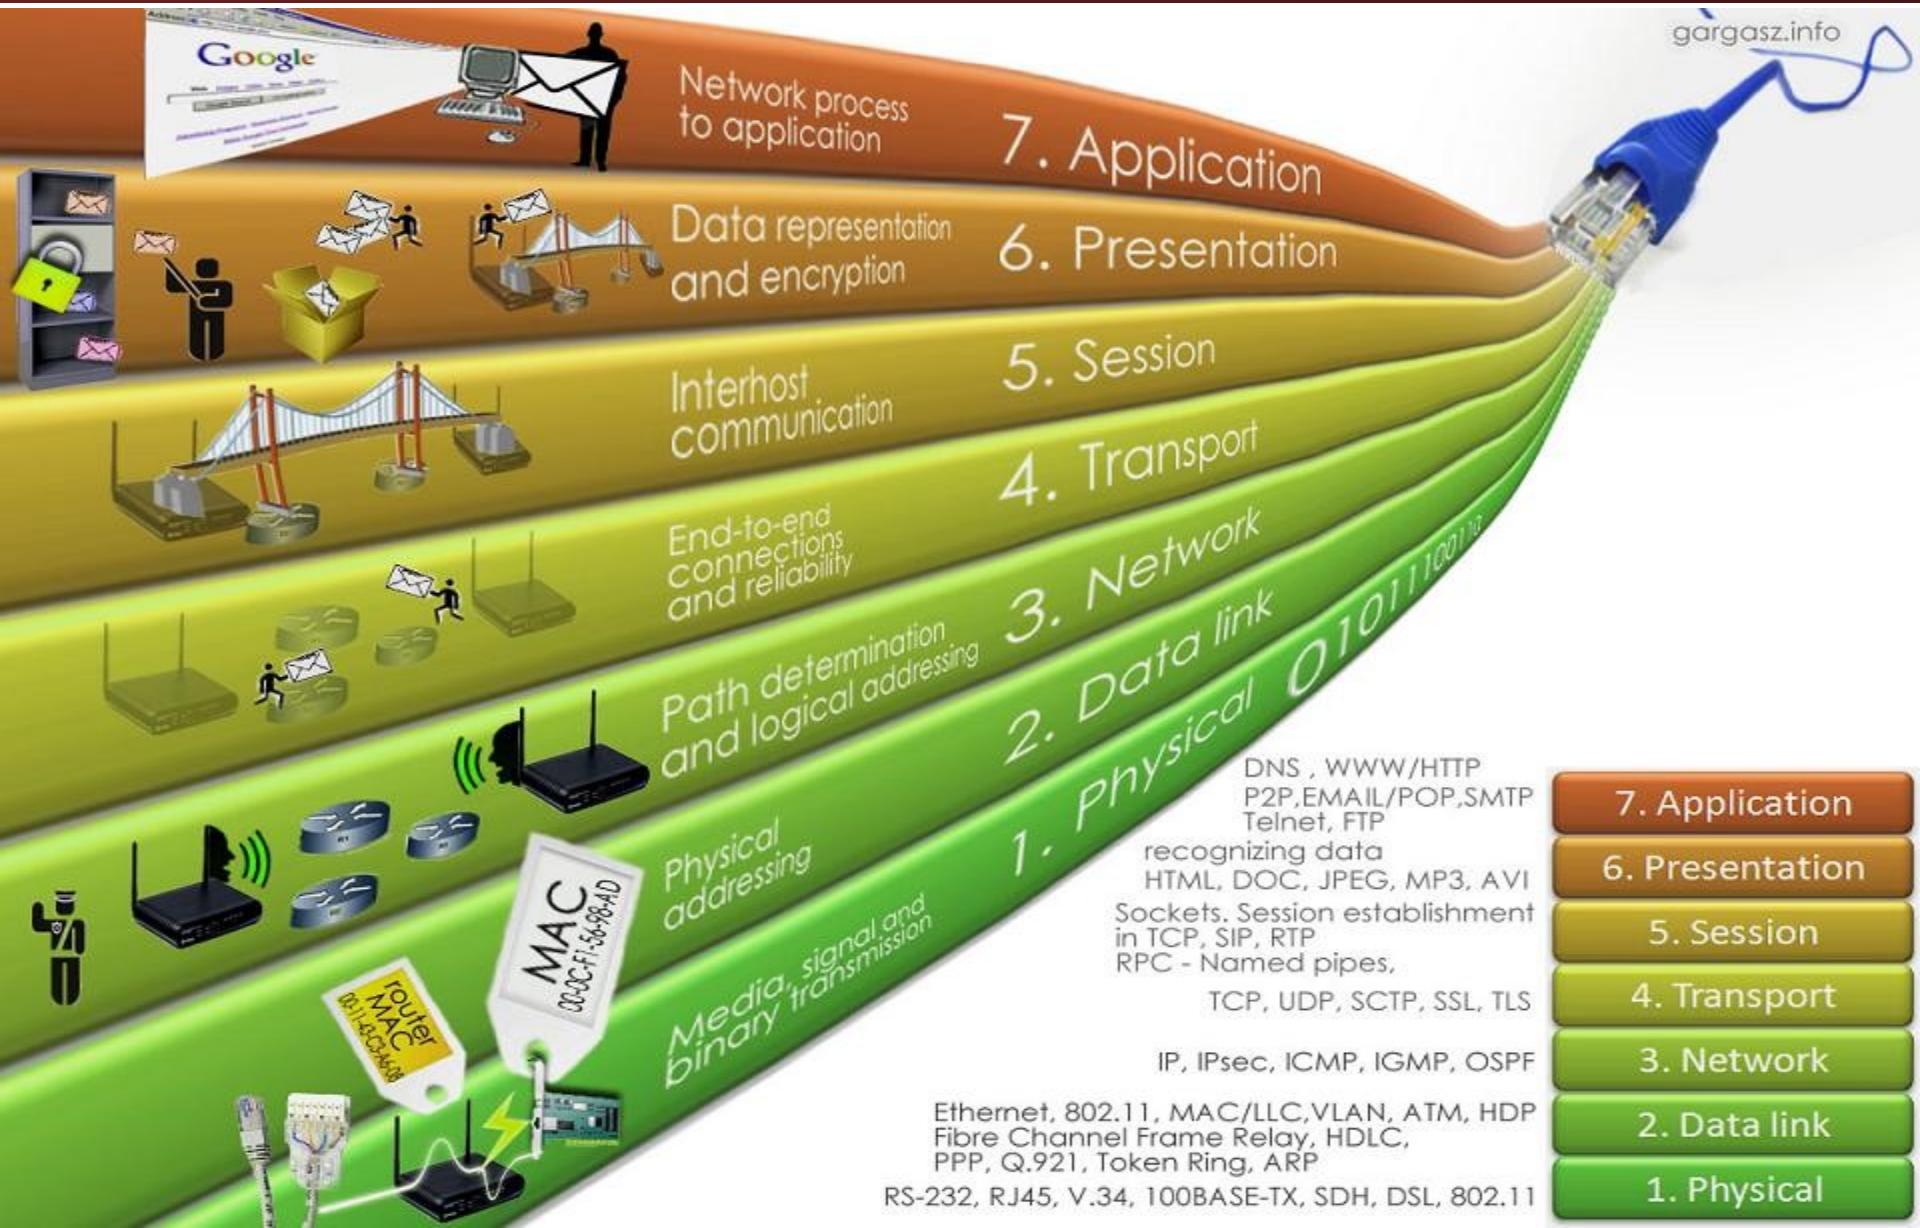 gargasz.info
Address
Google
Network process
to application
7. Application
Data representation
and encryption
6. Presentation
Interhost
communication
5. Session
End-to-end
connections
and reliability
4. Transport
Path determination
and logical addressing
3. Network
Physical
addressing
2. Data link
Media, signal and
binary transmission
1. Physical
MAC
00-0C-F1-56-98-AD
router
MAC
00-11-43-C3-A6-08
DNS , WWW/HTTP
P2P,EMAIL/POP,SMTP
Telnet, FTP
7. Application
recognizing data
HTML, DOC, JPEG, MP3, AVI
6. Presentation
Sockets. Session establishment
in TCP, SIP, RTP
RPC - Named pipes,
5. Session
TCP, UDP, SCTP, SSL, TLS
4. Transport
IP, IPsec, ICMP, IGMP, OSPF
3. Network
Ethernet, 802.11, MAC/LLC,VLAN, ATM, HDP
Fibre Channel Frame Relay, HDLC,
PPP, Q.921, Token Ring, ARP
2. Data link
RS-232, RJ45, V.34, 100BASE-TX, SDH, DSL, 802.11
1. Physical